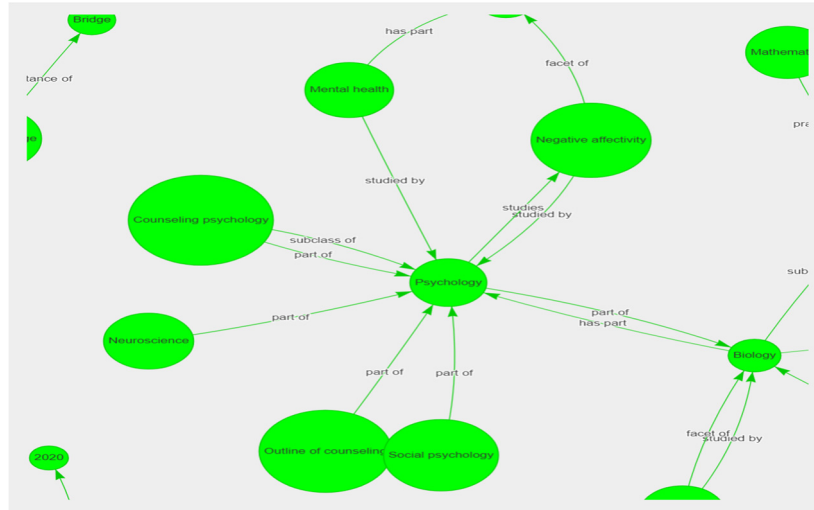 Bridge
has part
lance of
facet of
Mathemat
Mental health
ge
Negative affectivity
pra
studied by
studies
studied by
Counseling psychology
subclass of
part of
sub
Psychology
part of
has part
part of
Neuroscience
Biology
part of
part of
facet of
studied by
Outline of counseling
Social psychology
2020